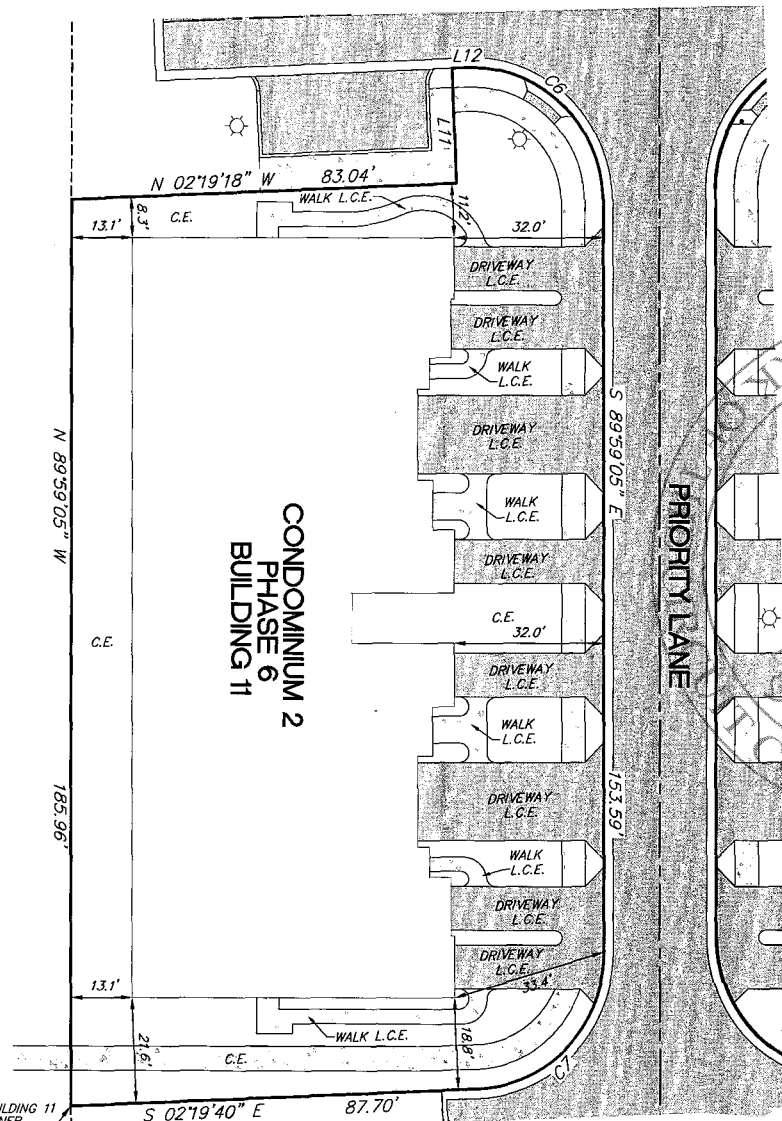 L12
C6
L11
N 02°19'18" W 83.04'
WALK L.C.E.
11.2'
13.1'
8.3'
C.E.
32.0'
DRIVEWAY
L.C.E.
DRIVEWAY
L.C.E.
WALK
L.C.E.
DRIVEWAY
L.C.E.
WALK
L.C.E.
DRIVEWAY
L.C.E.
C.E.
32.0'
DRIVEWAY
L.C.E.
WALK
L.C.E.
DRIVEWAY
L.C.E.
WALK
L.C.E.
DRIVEWAY
L.C.E.
DRIVEWAY
L.C.E.
33.4'
S 89°59'05" E
153.59'
PRIORITY LANE
N 89°59'05" W
185.96'
C.E.
CONDOMINIUM 2
PHASE 6
BUILDING 11
13.1'
21.6'
WALK L.C.E.
18.8'
C.E.
C7
S 02°19'40" E 87.70'